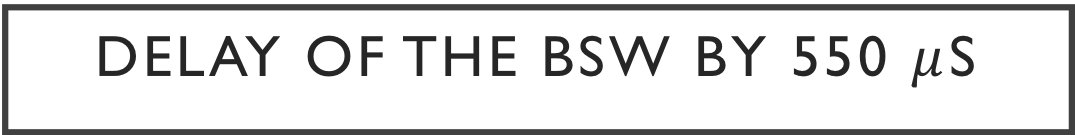 DELAY OF THE BSW BY 550 µS